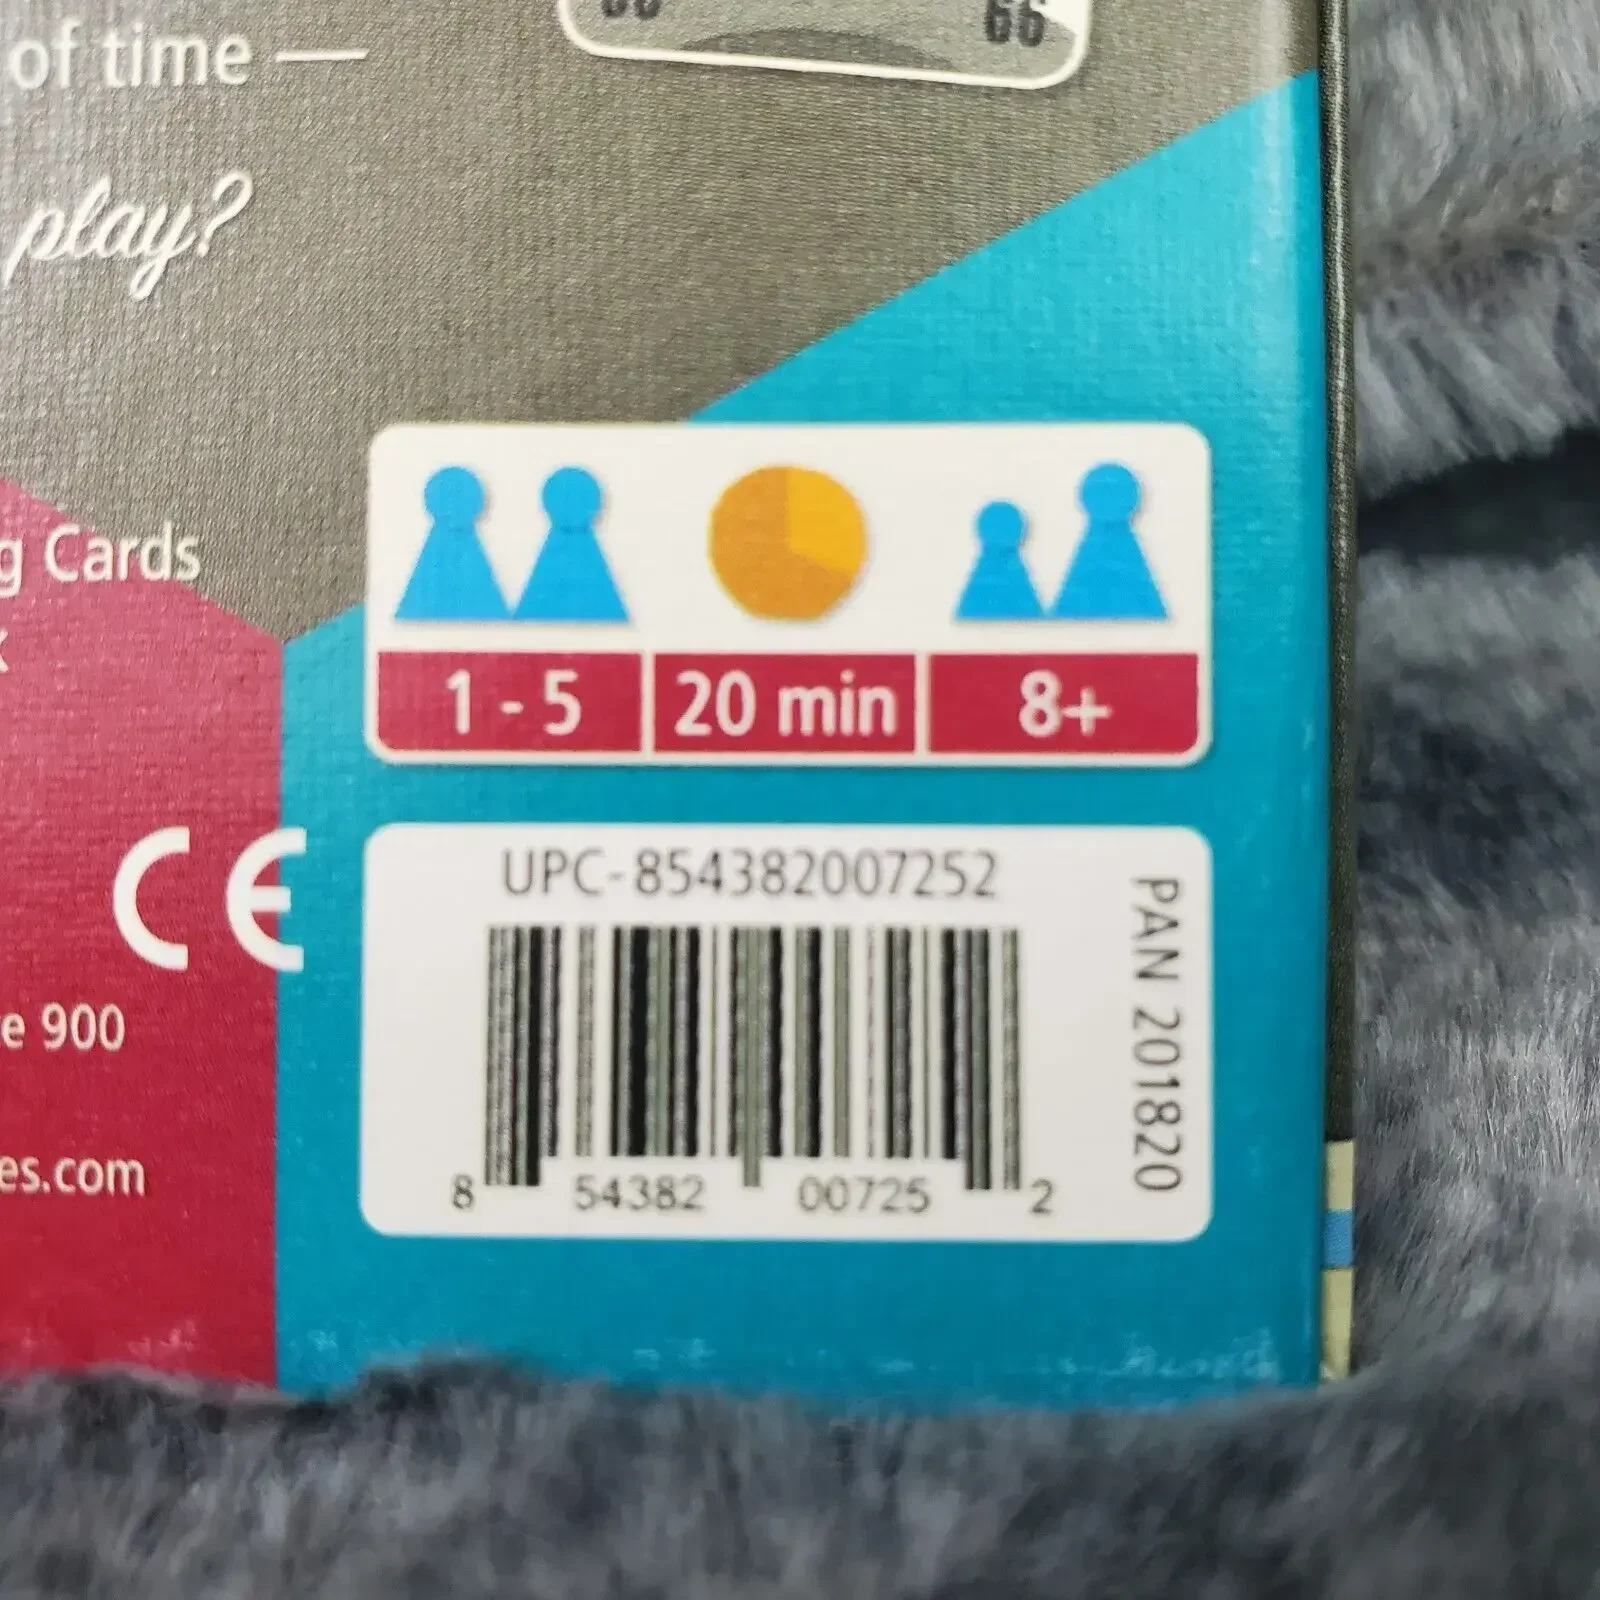 of time —
66
play?
g Cards
1 - 5
20 min
8+
CE
UPC-854382007252
PAN 201820
e 900
es.com
8 54382 00725 2